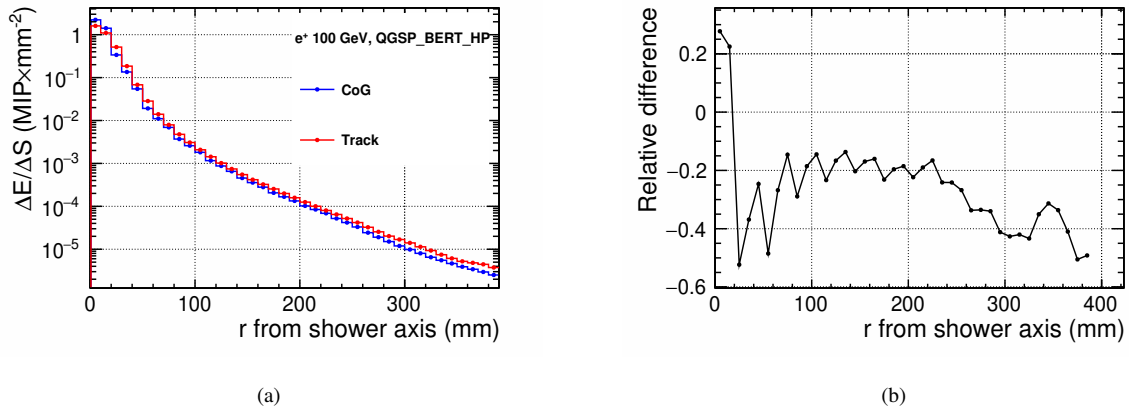 ΔE/ΔS (MIP×mm⁻²)
1
10⁻¹
10⁻²
10⁻³
10⁻⁴
10⁻⁵
e⁺ 100 GeV, QGSP_BERT_HP
CoG
Track
0 100 200 300
r from shower axis (mm)
(a)
Relative difference
0.2
0
−0.2
−0.4
−0.6
0 100 200 300 400
r from shower axis (mm)
(b)